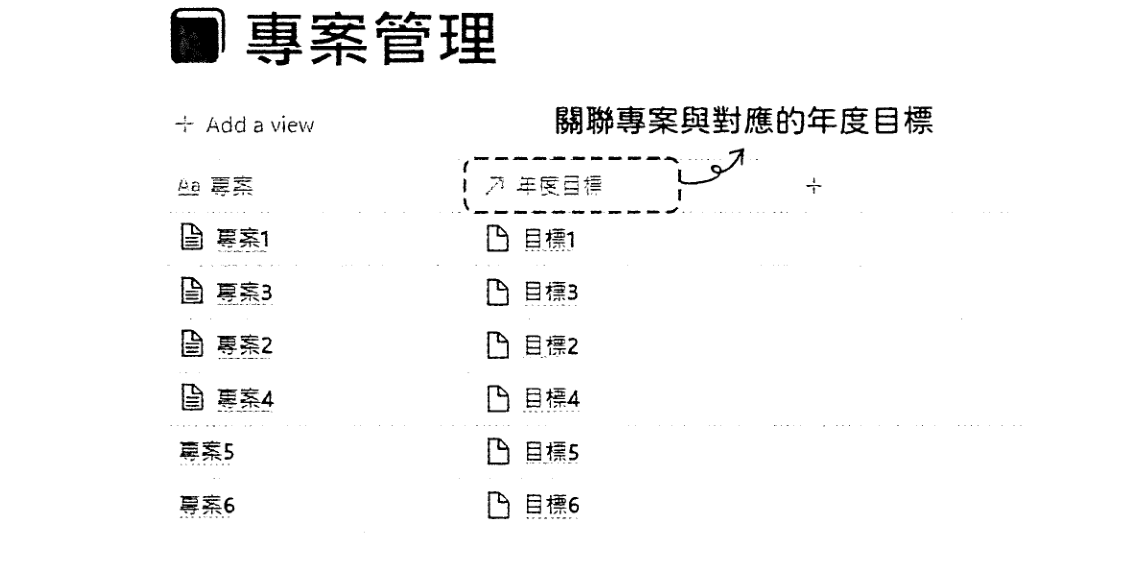 專案管理
+ Add a view
關聯專案與對應的年度目標
Aa 專案
↗ 年度目標
+
專案1
目標1
專案3
目標3
專案2
目標2
專案4
目標4
專案5
目標5
專案6
目標6